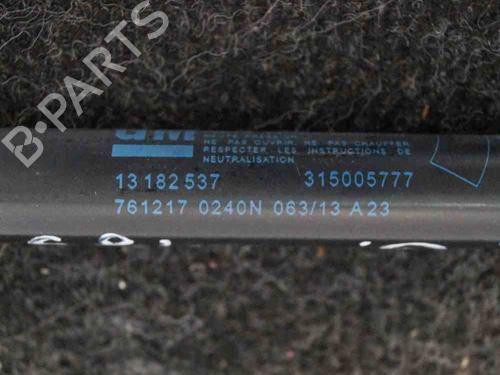 B-PARTS
GM
NE PAS OUVRIR. NE PAS CHAUFFER
RESPECTER LES INSTRUCTIONS DE
NEUTRALISATION
13 182 537 315005777
761217 0240N 063/13 A23